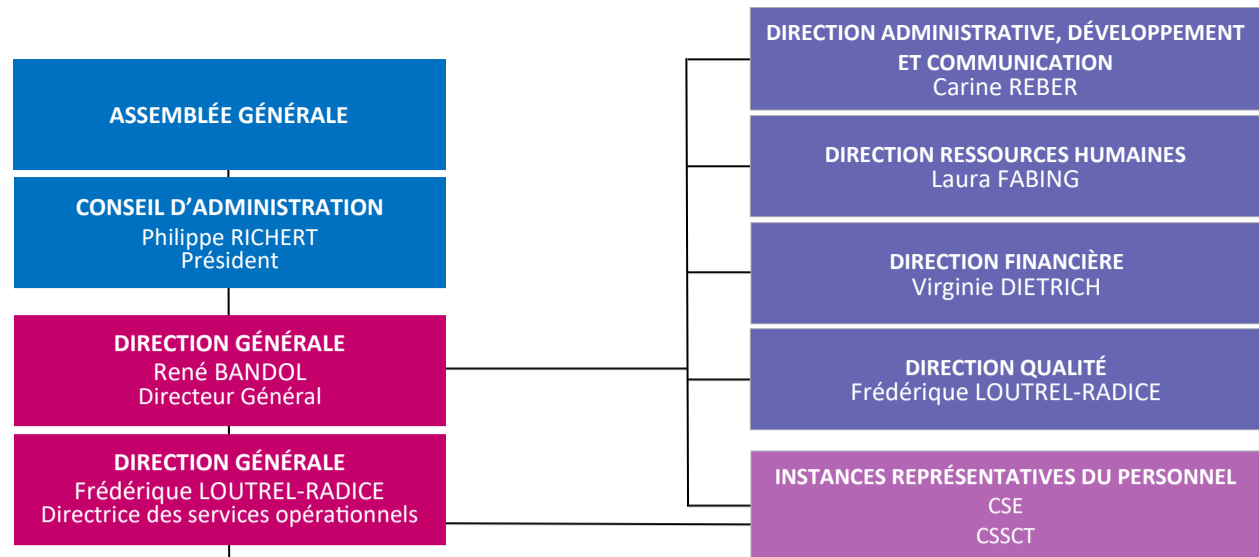 ASSEMBLÉE GÉNÉRALE
CONSEIL D’ADMINISTRATION
Philippe RICHERT
Président
DIRECTION GÉNÉRALE
René BANDOL
Directeur Général
DIRECTION GÉNÉRALE
Frédérique LOUTREL-RADICE
Directrice des services opérationnels
DIRECTION ADMINISTRATIVE, DÉVELOPPEMENT
ET COMMUNICATION
Carine REBER
DIRECTION RESSOURCES HUMAINES
Laura FABING
DIRECTION FINANCIÈRE
Virginie DIETRICH
DIRECTION QUALITÉ
Frédérique LOUTREL-RADICE
INSTANCES REPRÉSENTATIVES DU PERSONNEL
CSE
CSSCT